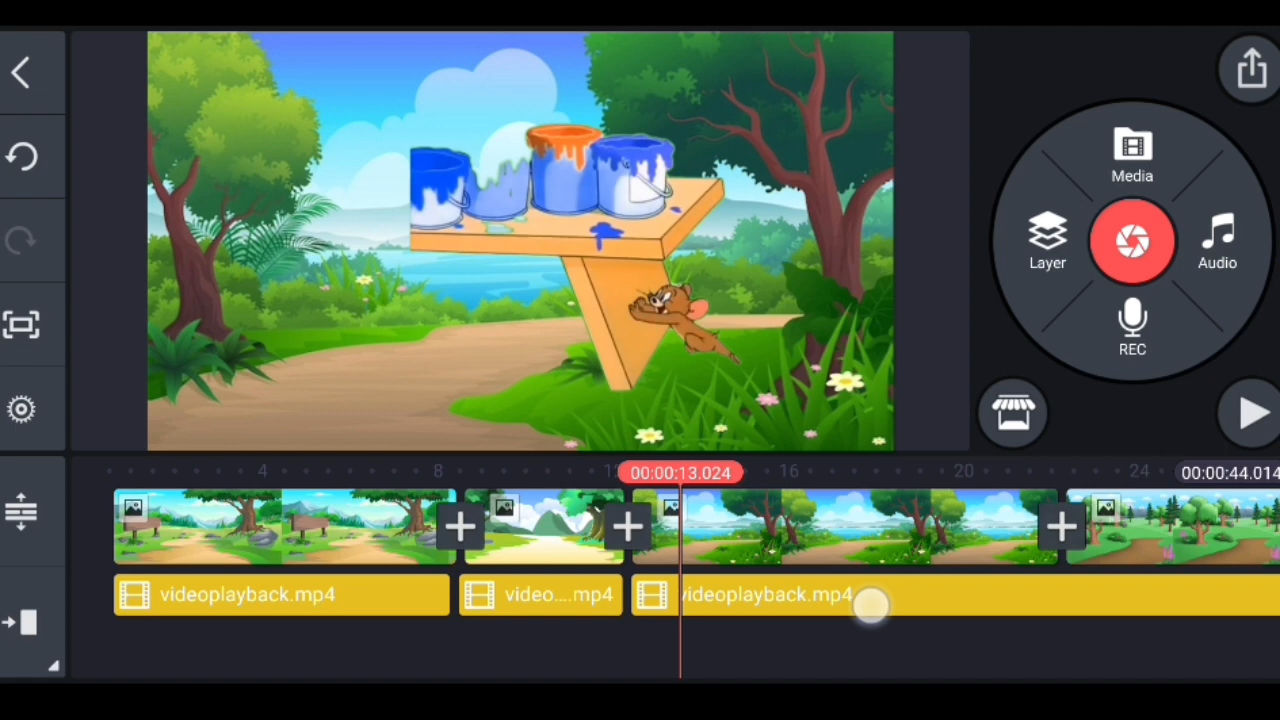 Media
Layer
Audio
REC
4
8
12
00:00:13.024
16
20
24
00:00:44.014
videoplayback.mp4
video....mp4
videoplayback.mp4